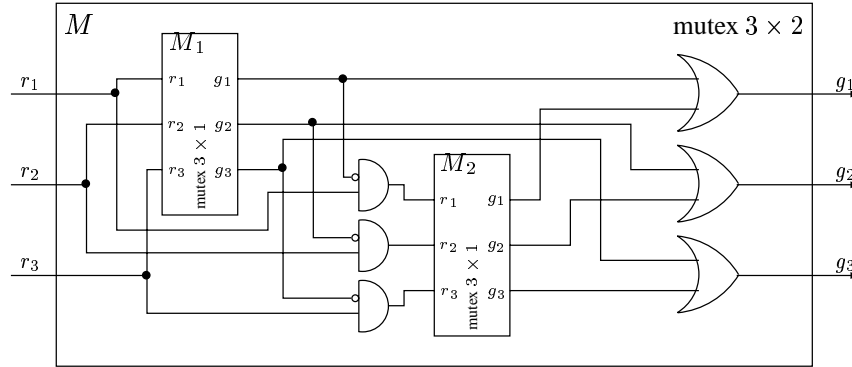 M mutex 3 × 2
M₁
r₁ r₁ g₁ g₁
r₂ g₂
mutex 3 × 1
r₃ g₃
M₂
r₂ g₂
r₁ g₁
r₂ g₂
mutex 3 × 1
r₃ g₃
r₃ g₃